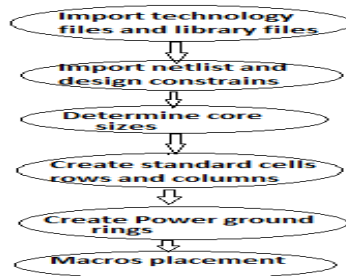 Import technology
files and library files
Import netlist and
design constrains
Determine core
sizes
Create standard cells
rows and columns
Create Power ground
rings
Macros placement